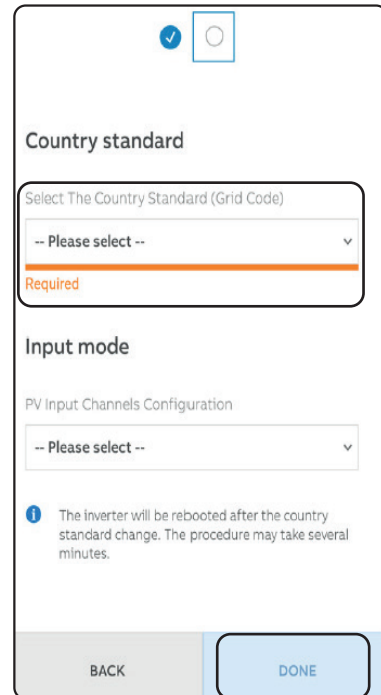 Country standard
Select The Country Standard (Grid Code)
-- Please select --
Required
Input mode
PV Input Channels Configuration
-- Please select --
The inverter will be rebooted after the country
standard change. The procedure may take several
minutes.
BACK
DONE